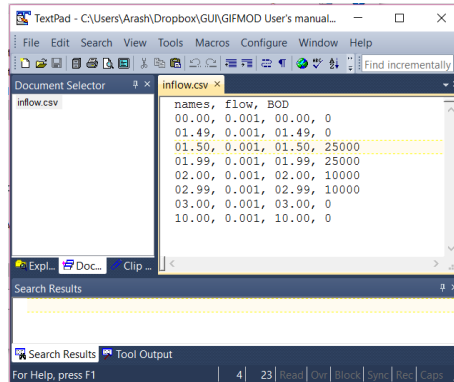 TextPad - C:\Users\Arash\Dropbox\GUI\GIFMOD User's manual...
File Edit Search View Tools Macros Configure Window Help
Find incrementally
Document Selector
inflow.csv
inflow.csv
names, flow, BOD
00.00, 0.001, 00.00, 0
01.49, 0.001, 01.49, 0
01.50, 0.001, 01.50, 25000
01.99, 0.001, 01.99, 25000
02.00, 0.001, 02.00, 10000
02.99, 0.001, 02.99, 10000
03.00, 0.001, 03.00, 0
10.00, 0.001, 10.00, 0
Expl... Doc... Clip ...
Search Results
Search Results Tool Output
For Help, press F1 4 23 Read Ovr Block Sync Rec Caps